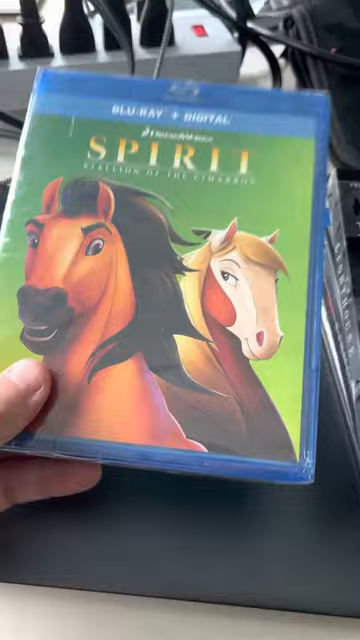 BLU-RAY + DIGITAL
DREAMWORKS
SPIRIT
STALLION OF THE CIMARRON